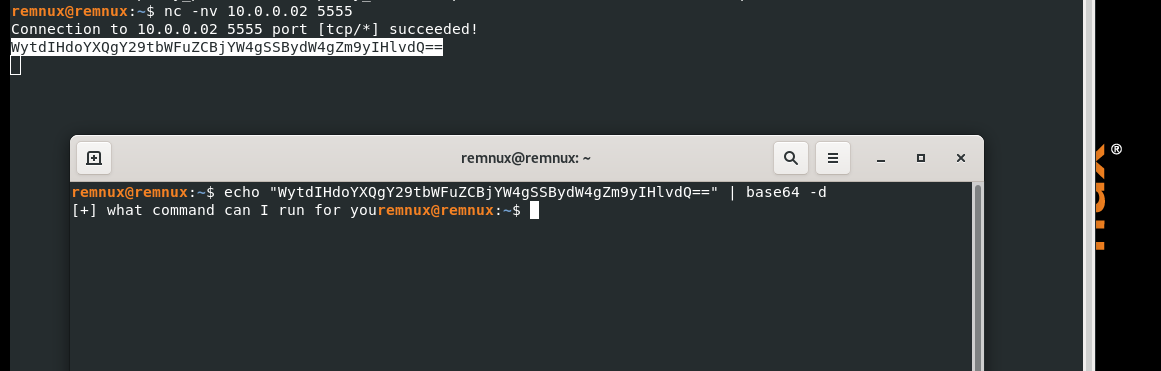 remnux@remnux:~$ nc -nv 10.0.0.02 5555
Connection to 10.0.0.02 5555 port [tcp/*] succeeded!
WytdIHdoYXQgY29tbWFuZCBjYW4gSSBydW4gZm9yIHlvdQ==
remnux@remnux: ~
remnux@remnux:~$ echo "WytdIHdoYXQgY29tbWFuZCBjYW4gSSBydW4gZm9yIHlvdQ==" | base64 -d
[+] what command can I run for youremnux@remnux:~$
®